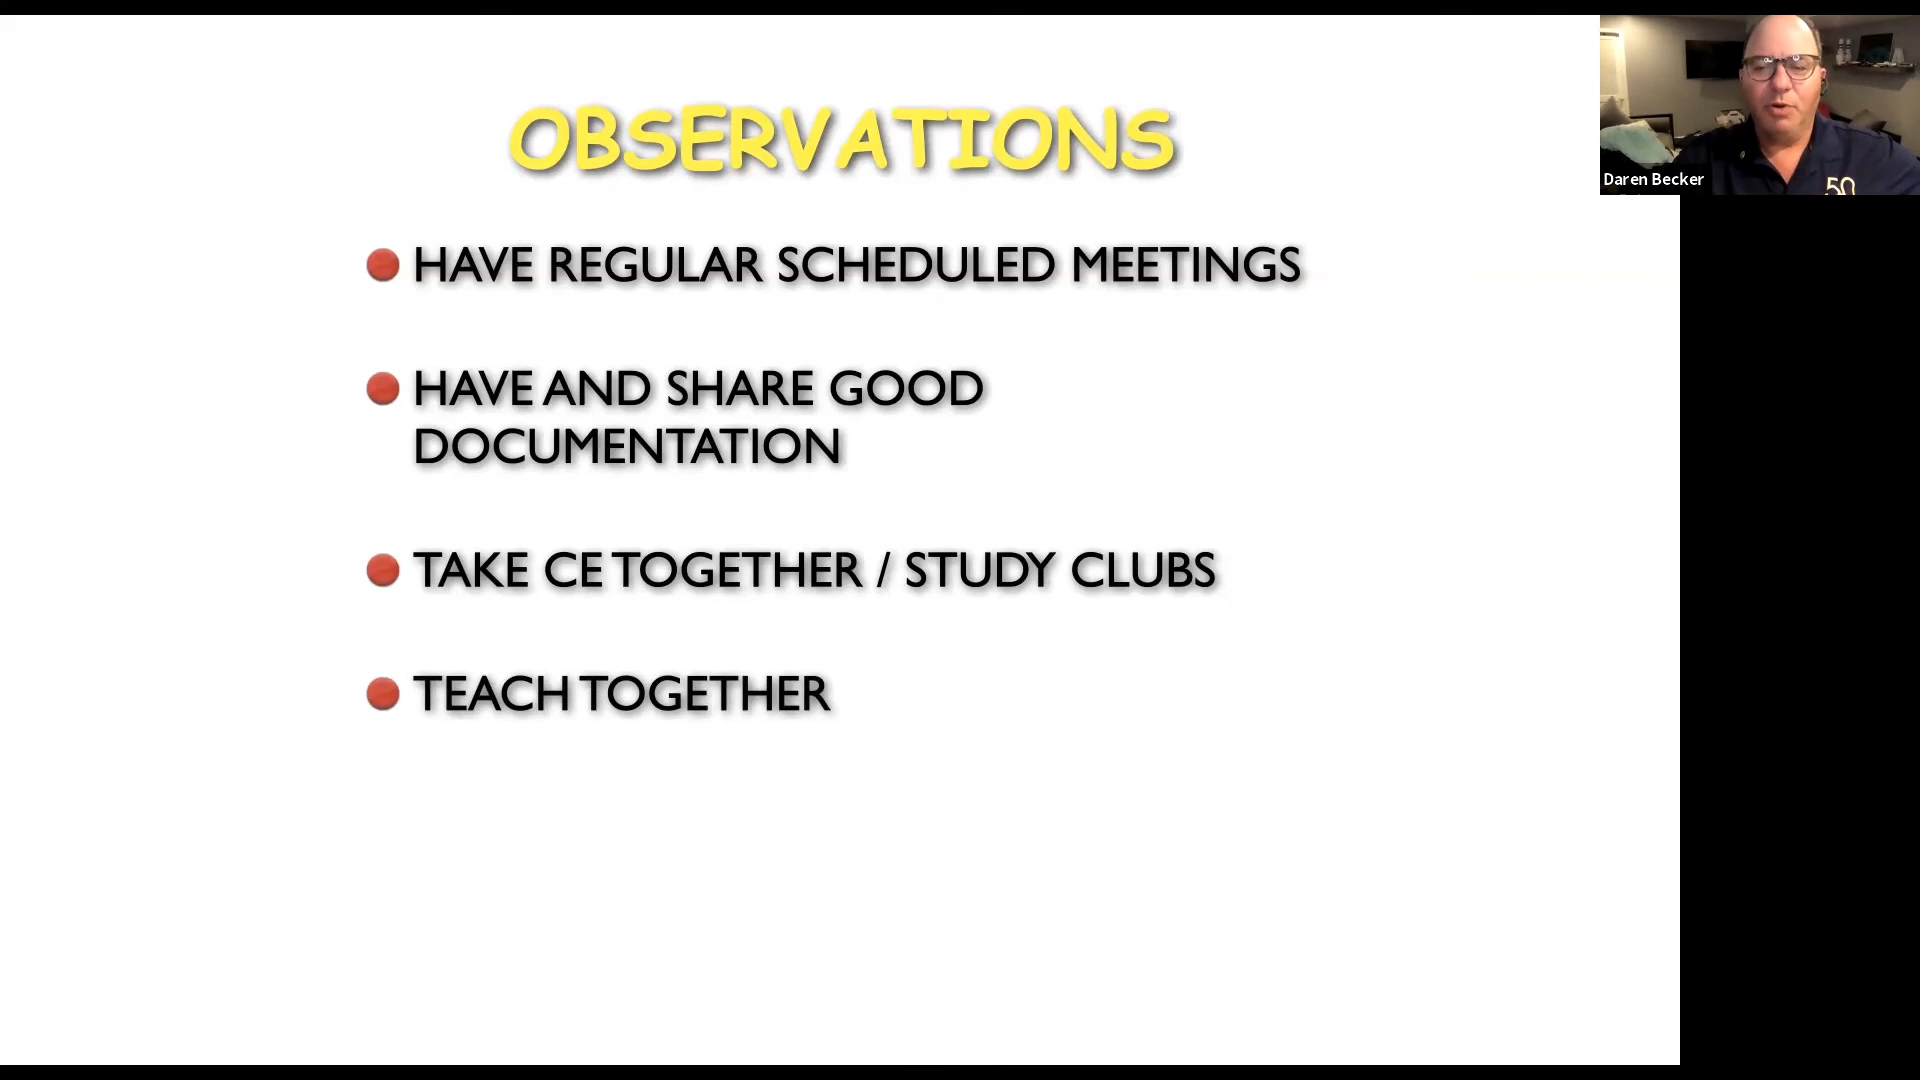 OBSERVATIONS
HAVE REGULAR SCHEDULED MEETINGS
HAVE AND SHARE GOOD
DOCUMENTATION
TAKE CE TOGETHER / STUDY CLUBS
TEACH TOGETHER
Daren Becker
50